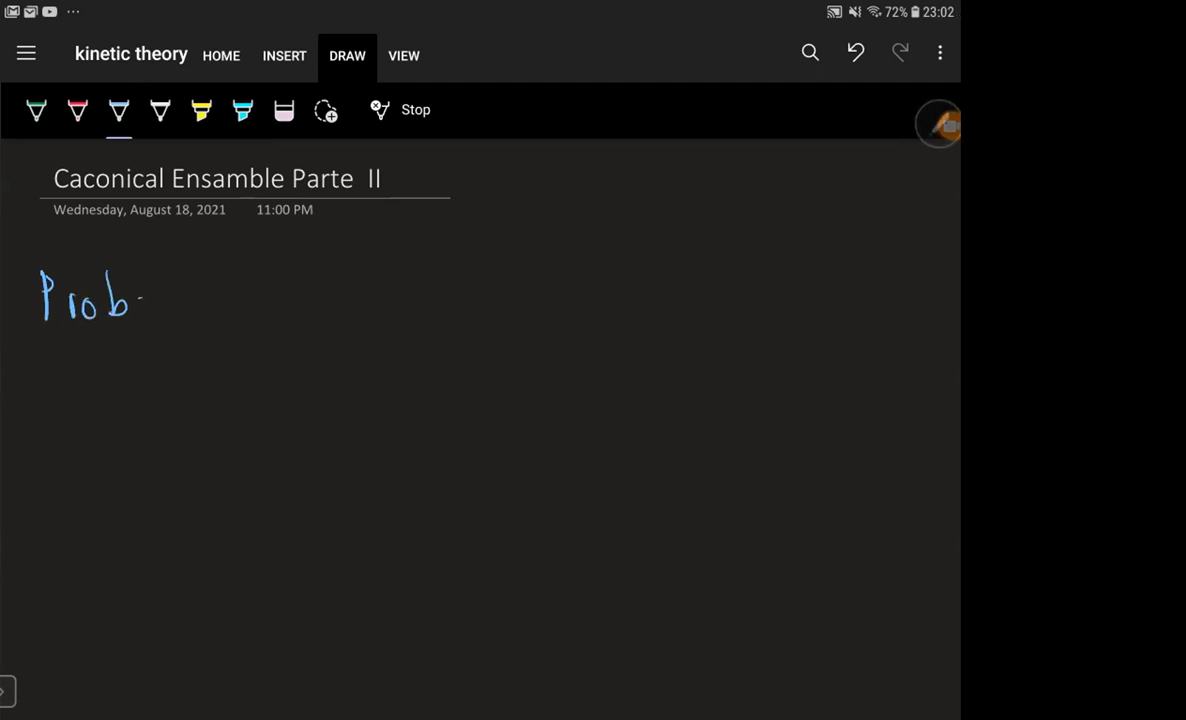 72% 23:02
kinetic theory HOME INSERT DRAW VIEW
Stop
Caconical Ensamble Parte II
Wednesday, August 18, 2021 11:00 PM
Prob